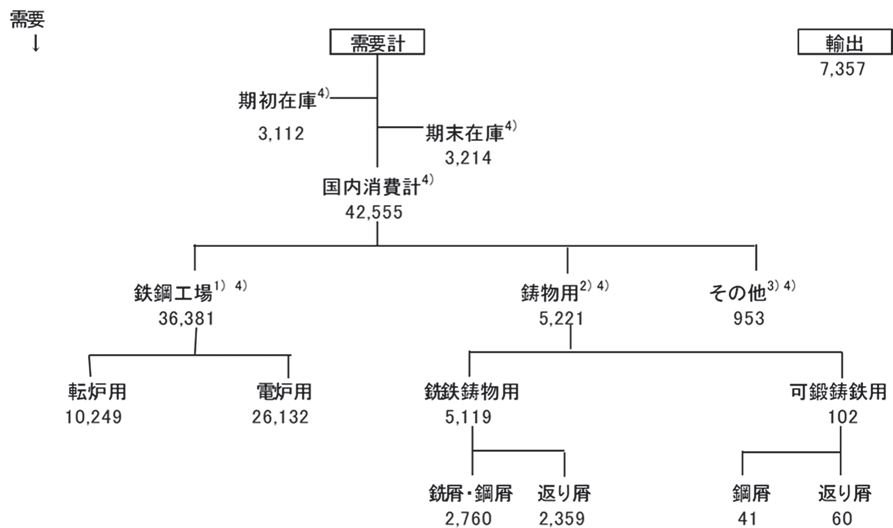 需要
↓
需要計
輸出
7,357
期初在庫4)
3,112
期末在庫4)
3,214
国内消費計4)
42,555
鉄鋼工場1) 4)
36,381
鋳物用2) 4)
5,221
その他3) 4)
953
転炉用
10,249
電炉用
26,132
銑鉄鋳物用
5,119
可鍛鋳鉄用
102
銑屑・鋼屑
2,760
返り屑
2,359
鋼屑
41
返り屑
60